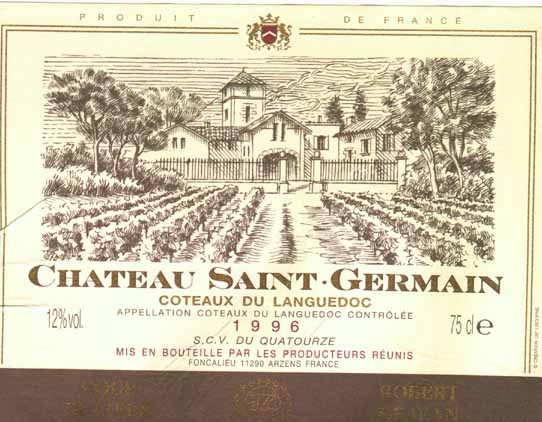 PRODUIT DE FRANCE
CHATEAU SAINT·GERMAIN
COTEAUX DU LANGUEDOC
APPELLATION COTEAUX DU LANGUEDOC CONTRÔLÉE
12% vol.
1996
75 cl e
S.C.V. DU QUATOURZE
MIS EN BOUTEILLE PAR LES PRODUCTEURS RÉUNIS
FONCALIEU 11290 ARZENS FRANCE
ROBERT